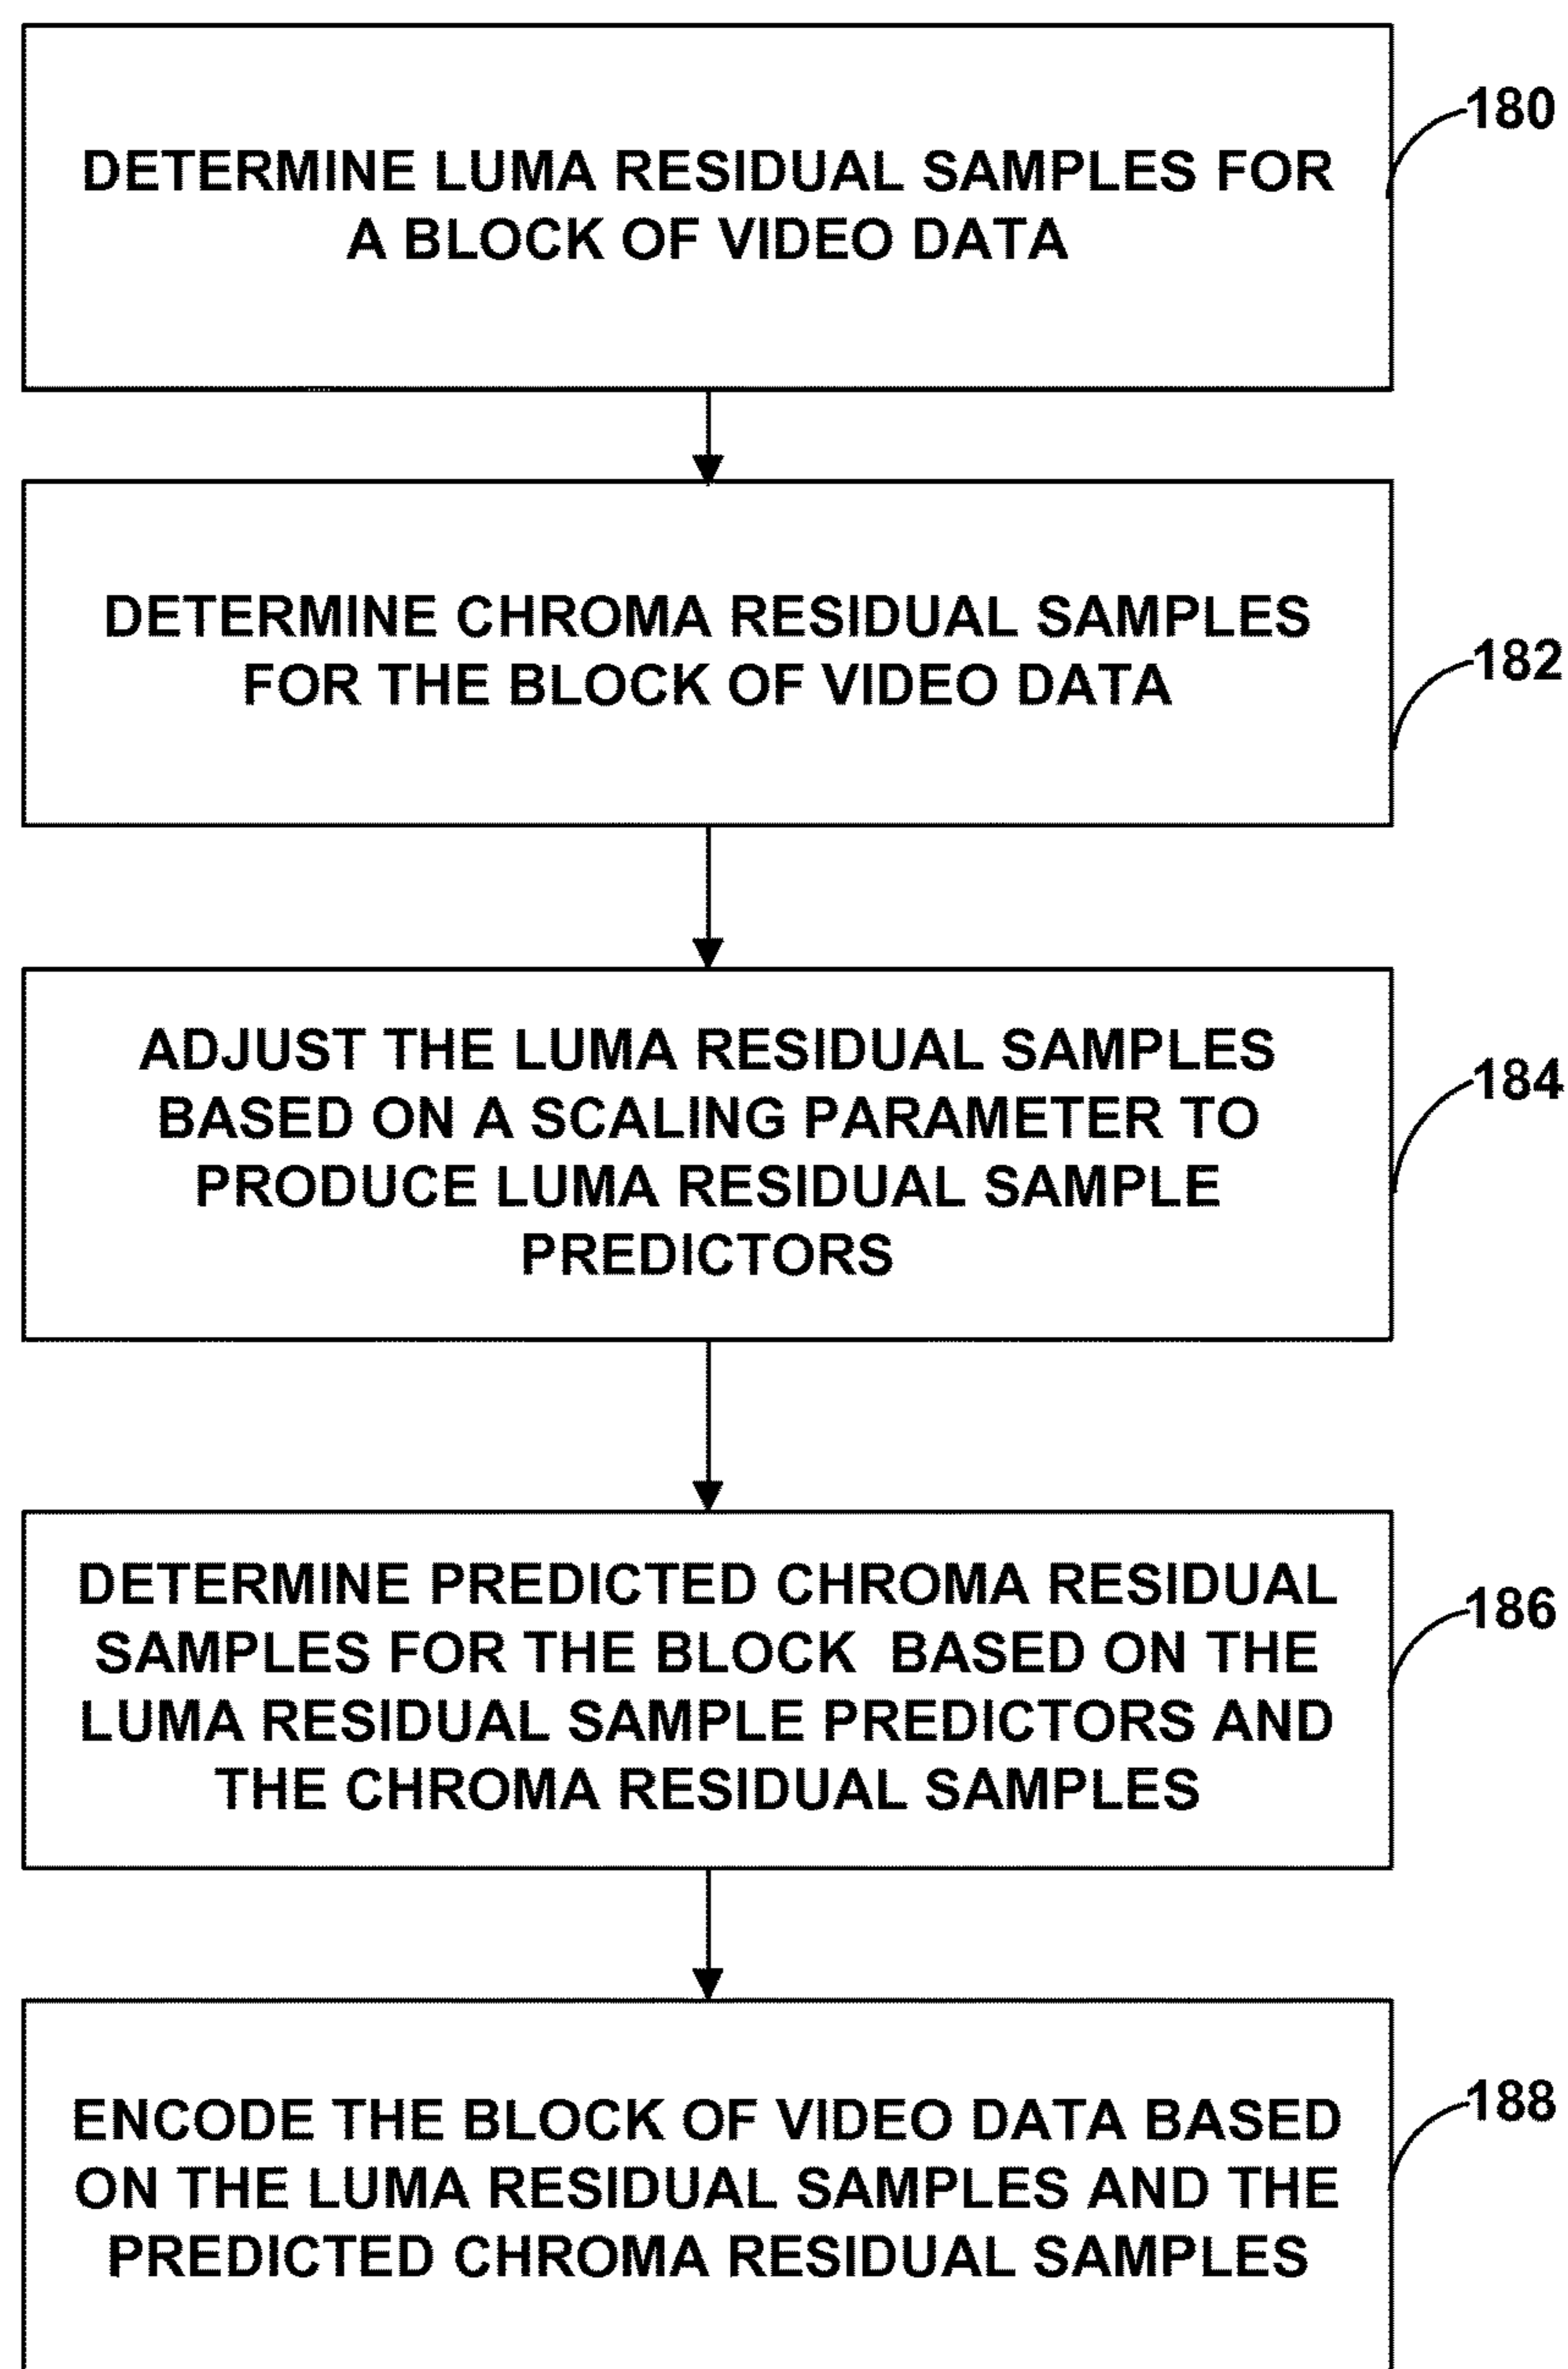 DETERMINE LUMA RESIDUAL SAMPLES FOR
A BLOCK OF VIDEO DATA
180
DETERMINE CHROMA RESIDUAL SAMPLES
FOR THE BLOCK OF VIDEO DATA
182
ADJUST THE LUMA RESIDUAL SAMPLES
BASED ON A SCALING PARAMETER TO
PRODUCE LUMA RESIDUAL SAMPLE
PREDICTORS
184
DETERMINE PREDICTED CHROMA RESIDUAL
SAMPLES FOR THE BLOCK BASED ON THE
LUMA RESIDUAL SAMPLE PREDICTORS AND
THE CHROMA RESIDUAL SAMPLES
186
ENCODE THE BLOCK OF VIDEO DATA BASED
ON THE LUMA RESIDUAL SAMPLES AND THE
PREDICTED CHROMA RESIDUAL SAMPLES
188